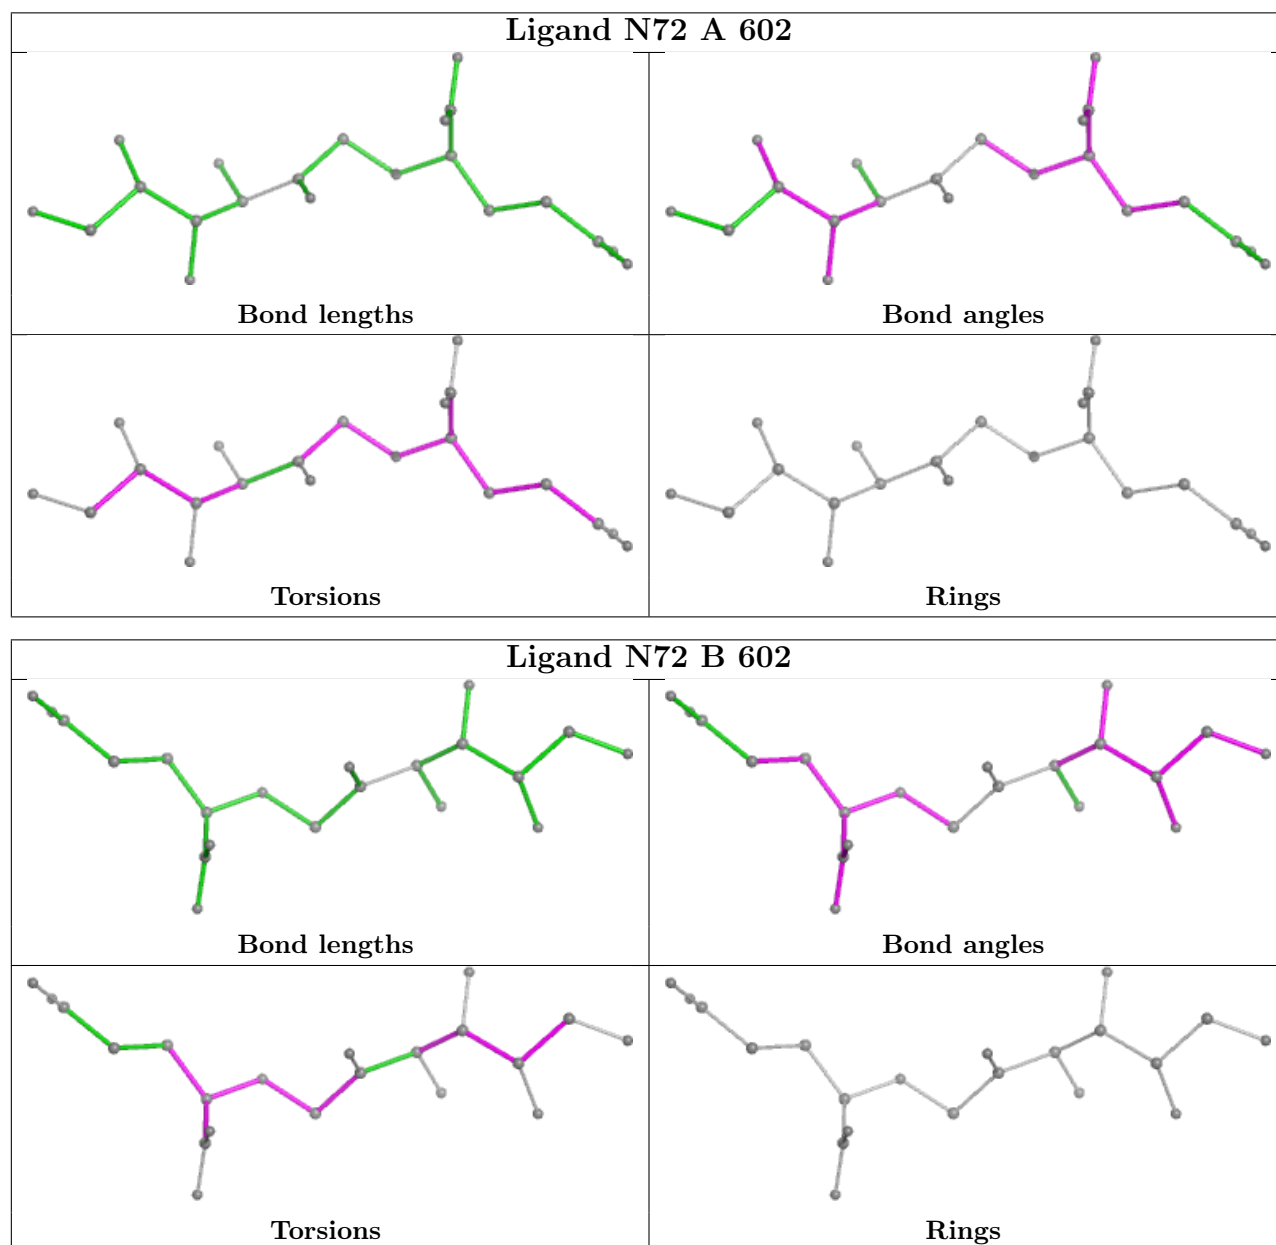 Ligand N72 A 602
Bond lengths
Bond angles
Torsions
Rings
Ligand N72 B 602
Bond lengths
Bond angles
Torsions
Rings